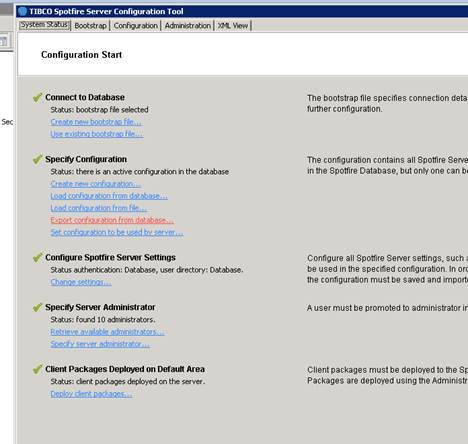 TIBCO Spotfire Server Configuration Tool
System Status Bootstrap Configuration Administration XML View
Configuration Start
Sec
Connect to Database
Status: bootstrap file selected
Create new bootstrap file...
Use existing bootstrap file...
The bootstrap file specifies connection deta
further configuration.
Specify Configuration
Status: there is an active configuration in the database
Create new configuration...
Load configuration from database...
Load configuration from file...
Export configuration from database...
Set configuration to be used by server...
The configuration contains all Spotfire Serve
in the Spotfire Database, but only one can b
Configure Spotfire Server Settings
Status authentication: Database, user directory: Database.
Change settings...
Configure all Spotfire Server settings, such a
be used in the specified configuration. In orc
the configuration must be saved and importe
Specify Server Administrator
Status: found 10 administrators.
Retrieve available administrators...
Specify server administrator...
A user must be promoted to administrator in
Client Packages Deployed on Default Area
Status: client packages deployed on the server.
Deploy client packages...
Client packages must be deployed to the Sp
Packages are deployed using the Administr